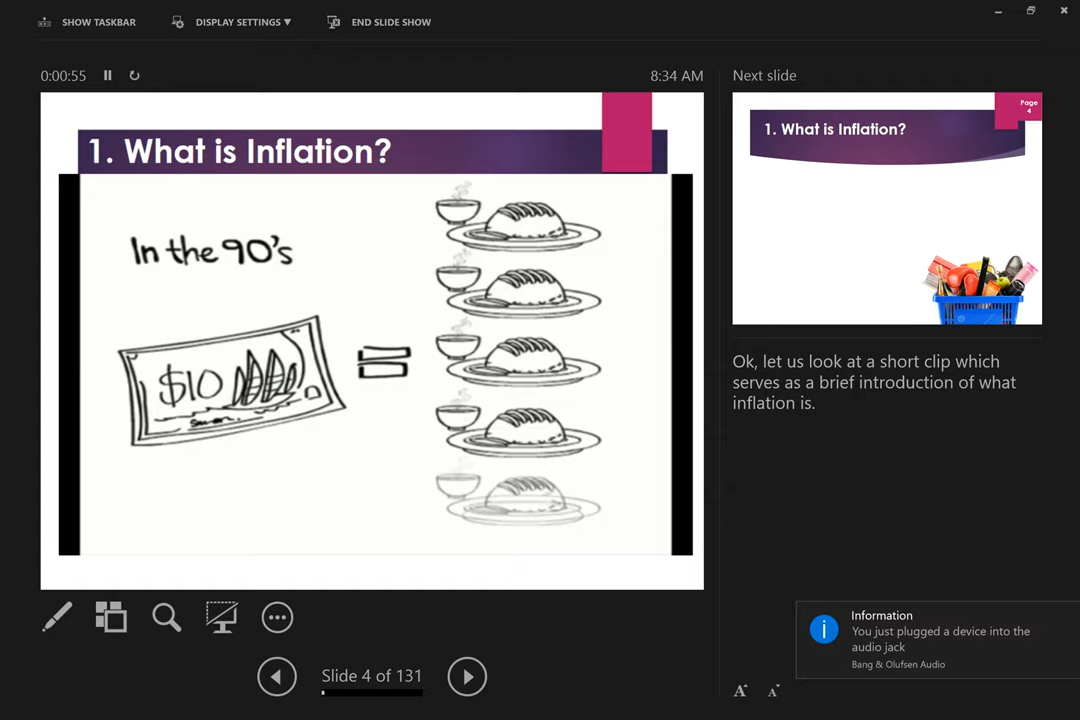 SHOW TASKBAR
DISPLAY SETTINGS ▼
END SLIDE SHOW
0:00:55
8:34 AM
1. What is Inflation?
In the 90's
$10
=
Next slide
Page
4
1. What is Inflation?
Ok, let us look at a short clip which
serves as a brief introduction of what
inflation is.
Information
You just plugged a device into the
audio jack
Bang & Olufsen Audio
Slide 4 of 131
A A